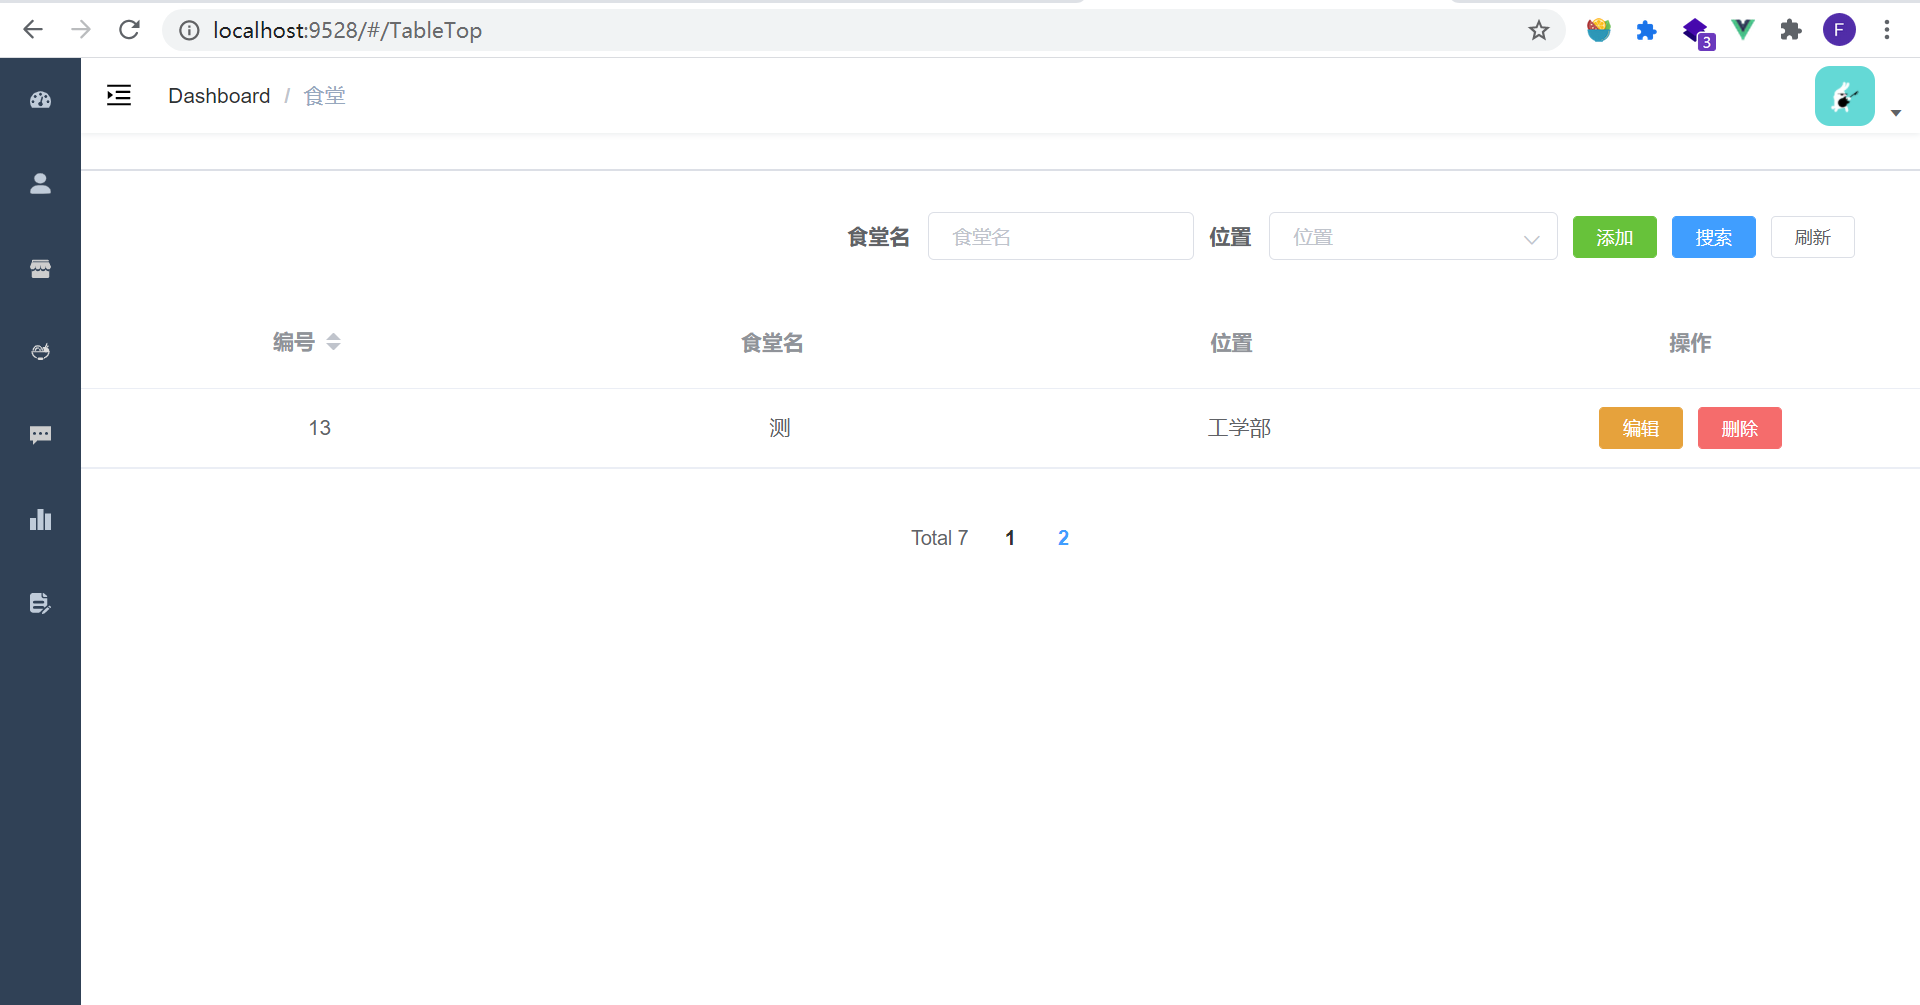 localhost:9528/#/TableTop
3
F
Dashboard / 食堂
食堂名 食堂名 位置 位置 添加 搜索 刷新
编号 食堂名 位置 操作
13 测 工学部 编辑 删除
Total 7 1 2